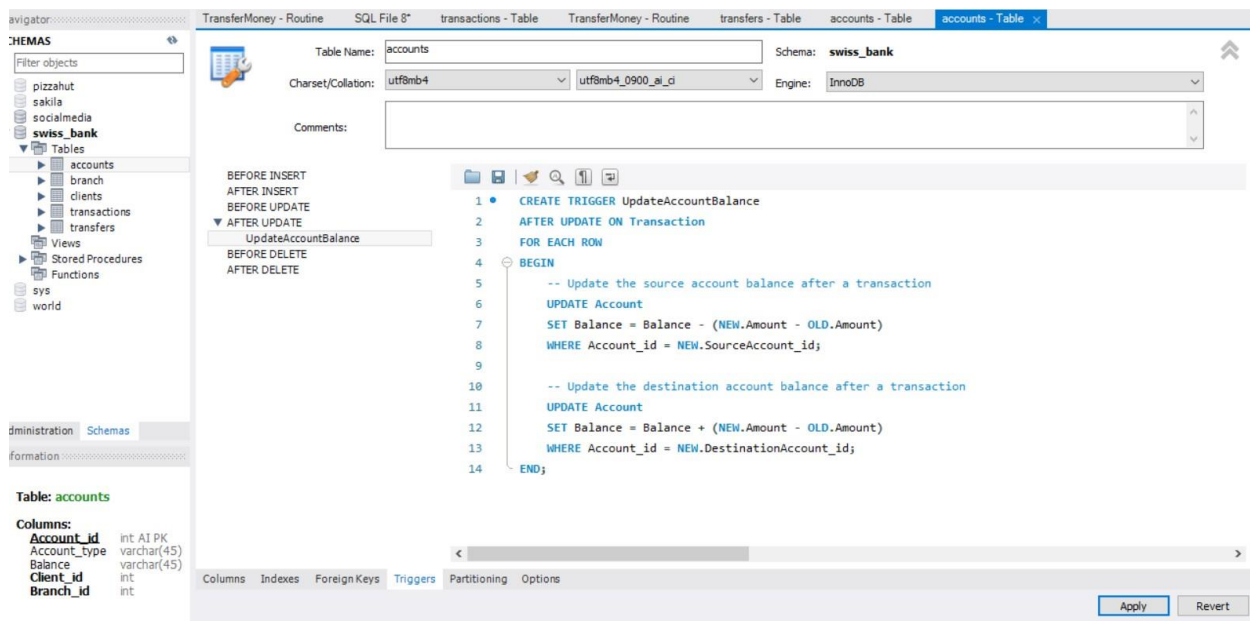 avigator
TransferMoney - Routine SQL File 8* transactions - Table TransferMoney - Routine transfers - Table accounts - Table accounts - Table ×
CHEMAS
Filter objects
pizzahut
sakila
socialmedia
swiss_bank
Tables
accounts
branch
clients
transactions
transfers
Views
Stored Procedures
Functions
sys
world
dministration Schemas
formation
Table: accounts
Columns:
Account_id int AI PK
Account_type varchar(45)
Balance varchar(45)
Client_id int
Branch_id int
Table Name: accounts Schema: swiss_bank
Charset/Collation: utf8mb4 utf8mb4_0900_ai_ci Engine: InnoDB
Comments:
BEFORE INSERT
AFTER INSERT
BEFORE UPDATE
AFTER UPDATE
UpdateAccountBalance
BEFORE DELETE
AFTER DELETE
1 CREATE TRIGGER UpdateAccountBalance
2 AFTER UPDATE ON Transaction
3 FOR EACH ROW
4 BEGIN
5 -- Update the source account balance after a transaction
6 UPDATE Account
7 SET Balance = Balance - (NEW.Amount - OLD.Amount)
8 WHERE Account_id = NEW.SourceAccount_id;
9
10 -- Update the destination account balance after a transaction
11 UPDATE Account
12 SET Balance = Balance + (NEW.Amount - OLD.Amount)
13 WHERE Account_id = NEW.DestinationAccount_id;
14 END;
Columns Indexes Foreign Keys Triggers Partitioning Options
Apply Revert